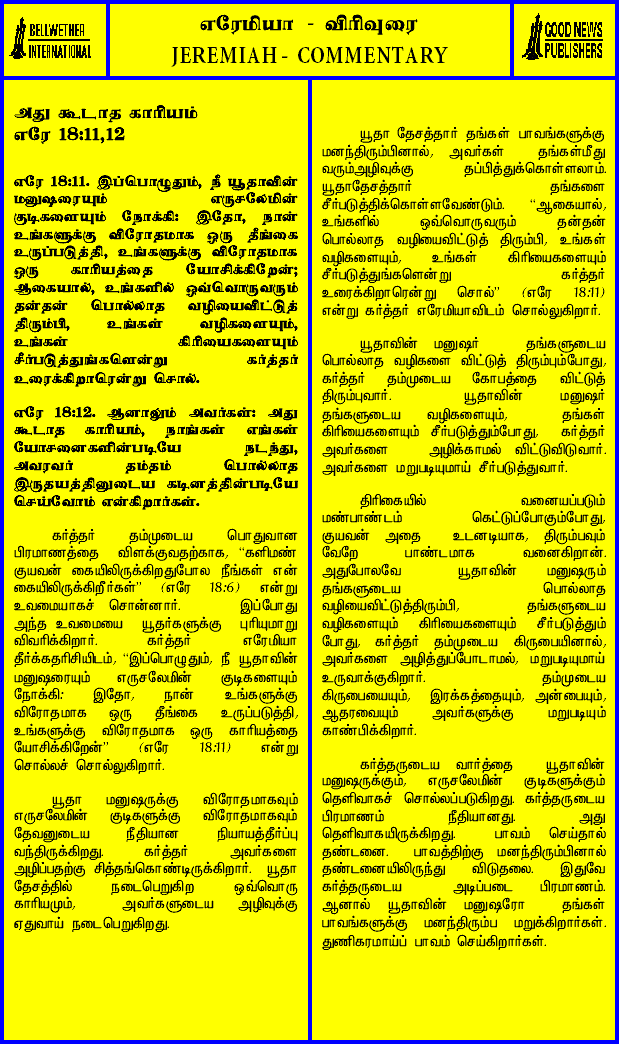 BELLWETHER
INTERNATIONAL
எரேமியா - விரிவுரை
JEREMIAH - COMMENTARY
GOOD NEWS
PUBLISHERS
அது கூடாத காரியம்
எரே 18:11,12
எரே 18:11. இப்பொழுதும், நீ யூதாவின்
மனுஷரையும் எருசலேமின்
குடிகளையும் நோக்கி: இதோ, நான்
உங்களுக்கு விரோதமாக ஒரு தீங்கை
உருப்படுத்தி, உங்களுக்கு விரோதமாக
ஒரு காரியத்தை யோசிக்கிறேன்;
ஆகையால், உங்களில் ஒவ்வொருவரும்
தன்தன் பொல்லாத வழியைவிட்டுத்
திரும்பி, உங்கள் வழிகளையும்,
உங்கள் கிரியைகளையும்
சீர்படுத்துங்களென்று கர்த்தர்
உரைக்கிறாரென்று சொல்.
எரே 18:12. ஆனாலும் அவர்கள்: அது
கூடாத காரியம், நாங்கள் எங்கள்
யோசனைகளின்படியே நடந்து,
அவரவர் தம்தம் பொல்லாத
இருதயத்தினுடைய கடினத்தின்படியே
செய்வோம் என்கிறார்கள்.
கர்த்தர் தம்முடைய பொதுவான
பிரமாணத்தை விளக்குவதற்காக, "களிமண்
குயவன் கையிலிருக்கிறதுபோல நீங்கள் என்
கையிலிருக்கிறீர்கள்" (எரே 18:6) என்று
உவமையாகச் சொன்னார். இப்போது
அந்த உவமையை யூதர்களுக்கு புரியுமாறு
விவரிக்கிறார். கர்த்தர் எரேமியா
தீர்க்கதரிசியிடம், "இப்பொழுதும், நீ யூதாவின்
மனுஷரையும் எருசலேமின் குடிகளையும்
நோக்கி: இதோ, நான் உங்களுக்கு
விரோதமாக ஒரு தீங்கை உருப்படுத்தி,
உங்களுக்கு விரோதமாக ஒரு காரியத்தை
யோசிக்கிறேன்" (எரே 18:11) என்று
சொல்லச் சொல்லுகிறார்.
யூதா மனுஷருக்கு விரோதமாகவும்
எருசலேமின் குடிகளுக்கு விரோதமாகவும்
தேவனுடைய நீதியான நியாயத்தீர்ப்பு
வந்திருக்கிறது. கர்த்தர் அவர்களை
அழிப்பதற்கு சித்தங்கொண்டிருக்கிறார். யூதா
தேசத்தில் நடைபெறுகிற ஒவ்வொரு
காரியமும், அவர்களுடைய அழிவுக்கு
ஏதுவாய் நடைபெறுகிறது.
யூதா தேசத்தார் தங்கள் பாவங்களுக்கு
மனந்திரும்பினால், அவர்கள் தங்கள்மீது
வரும்அழிவுக்கு தப்பித்துக்கொள்ளலாம்.
யூதாதேசத்தார் தங்களை
சீர்படுத்திக்கொள்ளவேண்டும். "ஆகையால்,
உங்களில் ஒவ்வொருவரும் தன்தன்
பொல்லாத வழியைவிட்டுத் திரும்பி, உங்கள்
வழிகளையும், உங்கள் கிரியைகளையும்
சீர்படுத்துங்களென்று கர்த்தர்
உரைக்கிறாரென்று சொல்" (எரே 18:11)
என்று கர்த்தர் எரேமியாவிடம் சொல்லுகிறார்.
யூதாவின் மனுஷர் தங்களுடைய
பொல்லாத வழிகளை விட்டுத் திரும்பும்போது,
கர்த்தர் தம்முடைய கோபத்தை விட்டுத்
திரும்புவார். யூதாவின் மனுஷர்
தங்களுடைய வழிகளையும், தங்கள்
கிரியைகளையும் சீர்படுத்தும்போது, கர்த்தர்
அவர்களை அழிக்காமல் விட்டுவிடுவார்.
அவர்களை மறுபடியுமாய் சீர்படுத்துவார்.
திரிகையில் வனையப்படும்
மண்பாண்டம் கெட்டுப்போகும்போது,
குயவன் அதை உடனடியாக, திரும்பவும்
வேறே பாண்டமாக வனைகிறான்.
அதுபோலவே யூதாவின் மனுஷரும்
தங்களுடைய பொல்லாத
வழியைவிட்டுத்திரும்பி, தங்களுடைய
வழிகளையும் கிரியைகளையும் சீர்படுத்தும்
போது, கர்த்தர் தம்முடைய கிருபையினால்,
அவர்களை அழித்துப்போடாமல், மறுபடியுமாய்
உருவாக்குகிறார். தம்முடைய
கிருபையையும், இரக்கத்தையும், அன்பையும்,
ஆதரவையும் அவர்களுக்கு மறுபடியும்
காண்பிக்கிறார்.
கர்த்தருடைய வார்த்தை யூதாவின்
மனுஷருக்கும், எருசலேமின் குடிகளுக்கும்
தெளிவாகச் சொல்லப்படுகிறது. கர்த்தருடைய
பிரமாணம் நீதியானது. அது
தெளிவாகயிருக்கிறது. பாவம் செய்தால்
தண்டனை. பாவத்திற்கு மனந்திரும்பினால்
தண்டனையிலிருந்து விடுதலை. இதுவே
கர்த்தருடைய அடிப்படை பிரமாணம்.
ஆனால் யூதாவின் மனுஷரோ தங்கள்
பாவங்களுக்கு மனந்திரும்ப மறுக்கிறார்கள்.
துணிகரமாய்ப் பாவம் செய்கிறார்கள்.